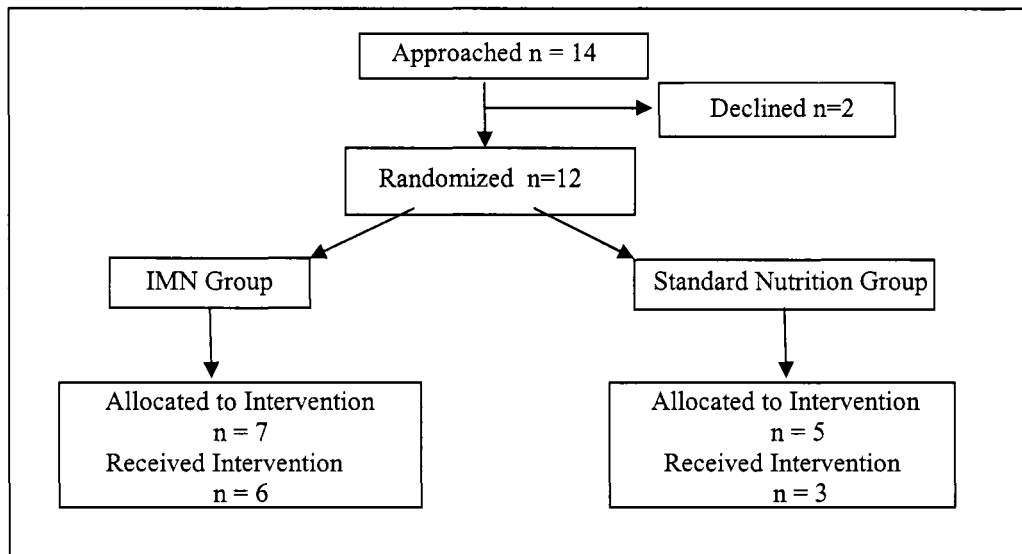 Approached n = 14
Declined n=2
Randomized n=12
IMN Group
Standard Nutrition Group
Allocated to Intervention
n = 7
Received Intervention
n = 6
Allocated to Intervention
n = 5
Received Intervention
n = 3